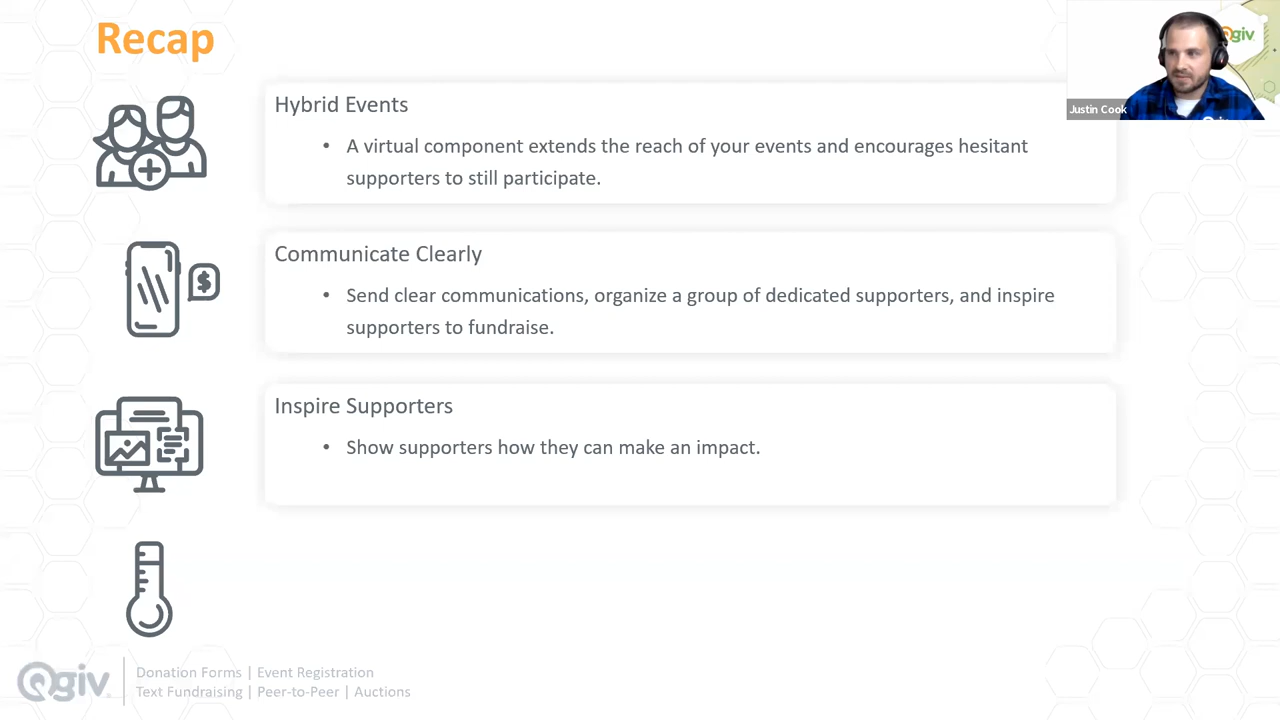 Recap
Qgiv
Justin Cook
Hybrid Events
• A virtual component extends the reach of your events and encourages hesitant
supporters to still participate.
Communicate Clearly
• Send clear communications, organize a group of dedicated supporters, and inspire
supporters to fundraise.
$
Inspire Supporters
• Show supporters how they can make an impact.
Qgiv
Donation Forms | Event Registration
Text Fundraising | Peer-to-Peer | Auctions